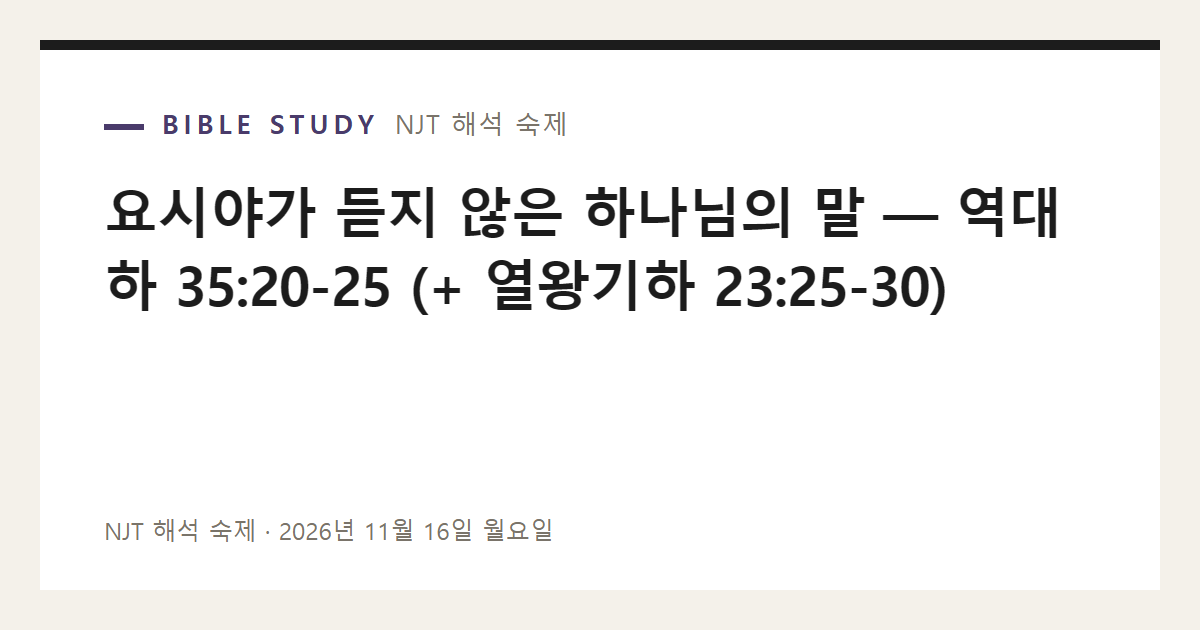 BIBLE STUDY NJT 해석 숙제
요시야가 듣지 않은 하나님의 말 — 역대
하 35:20-25 (+ 열왕기하 23:25-30)
NJT 해석 숙제 · 2026년 11월 16일 월요일